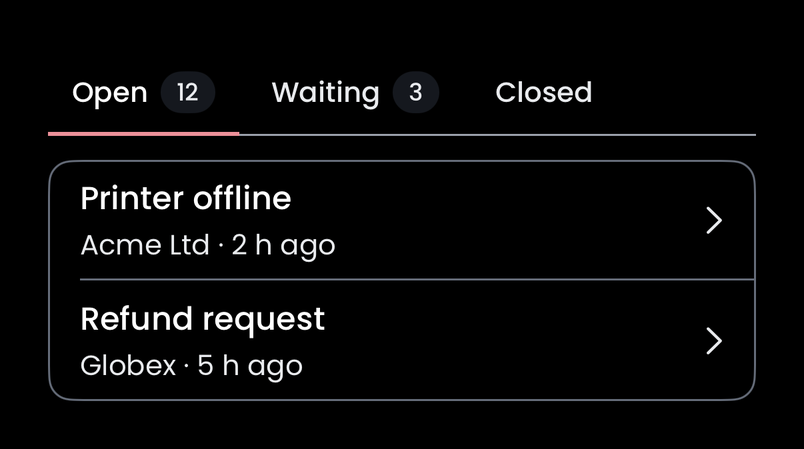 Open 12 Waiting 3 Closed
Printer offline
Acme Ltd · 2 h ago
Refund request
Globex · 5 h ago